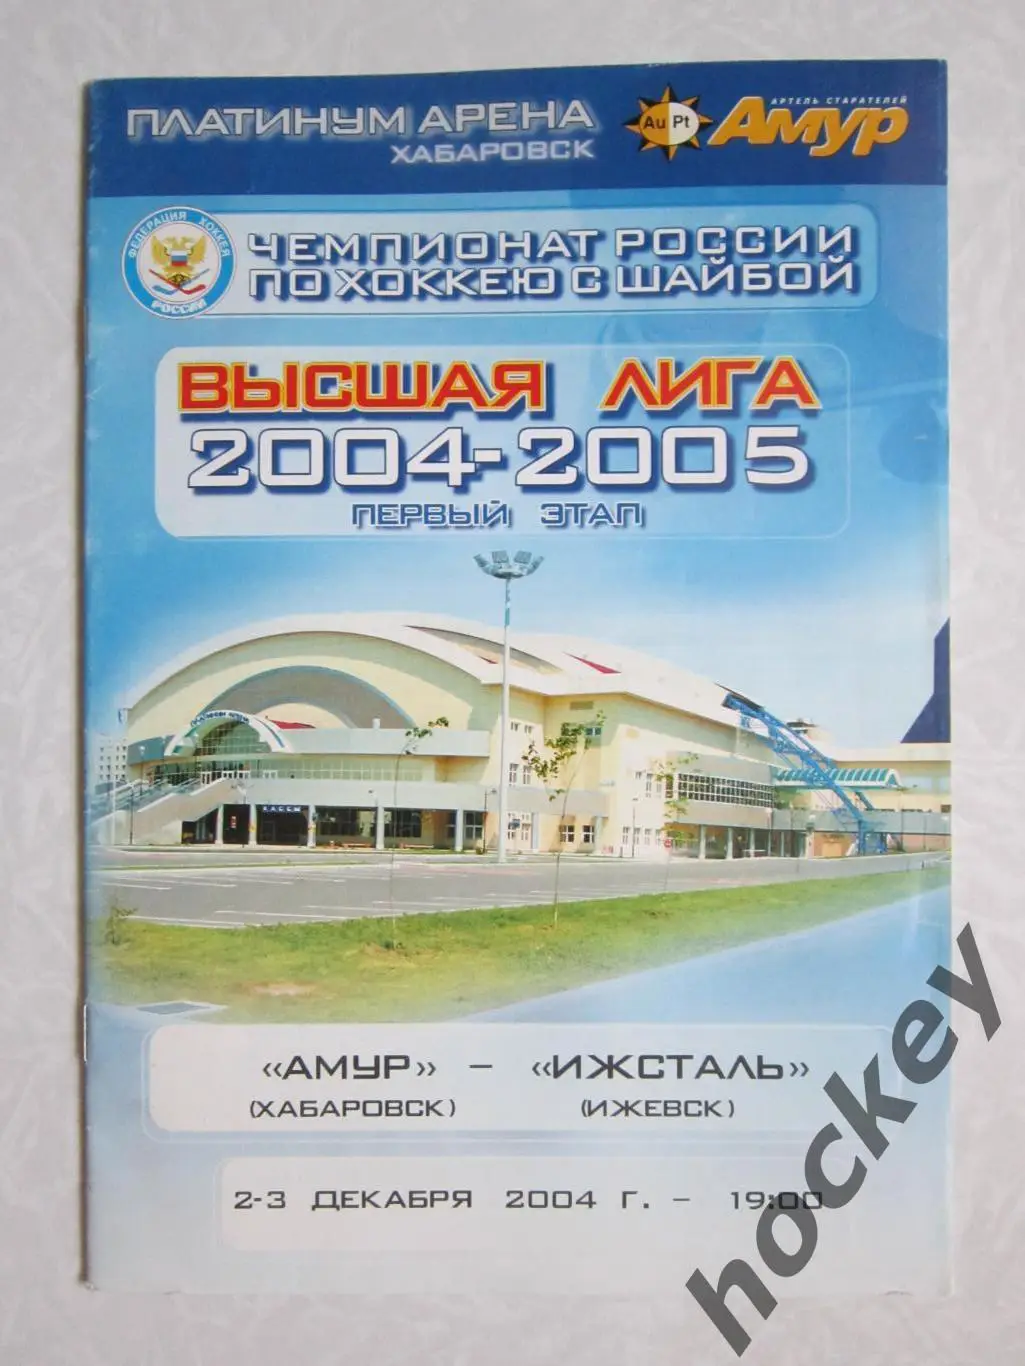 ПЛАТИНУМ АРЕНА
ХАБАРОВСК
Au Pt
АРТЕЛЬ СТАРАТЕЛЕЙ
Амур
ФЕДЕРАЦИЯ ХОККЕЯ
РОССИИ
ЧЕМПИОНАТ РОССИИ
ПО ХОККЕЮ С ШАЙБОЙ
ВЫСШАЯ ЛИГА
2004-2005
ПЕРВЫЙ ЭТАП
КАССЫ
«АМУР» - «ИЖСТАЛЬ»
(ХАБАРОВСК) (ИЖЕВСК)
2-3 ДЕКАБРЯ 2004 Г. - 19:00
hockey